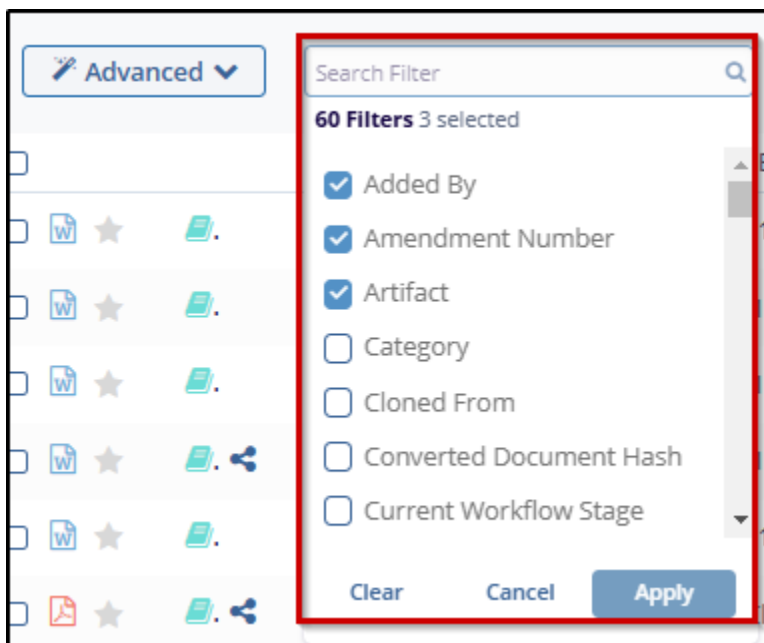 Advanced
Search Filter
60 Filters 3 selected
Added By
Amendment Number
Artifact
Category
Cloned From
Converted Document Hash
Current Workflow Stage
Clear Cancel Apply